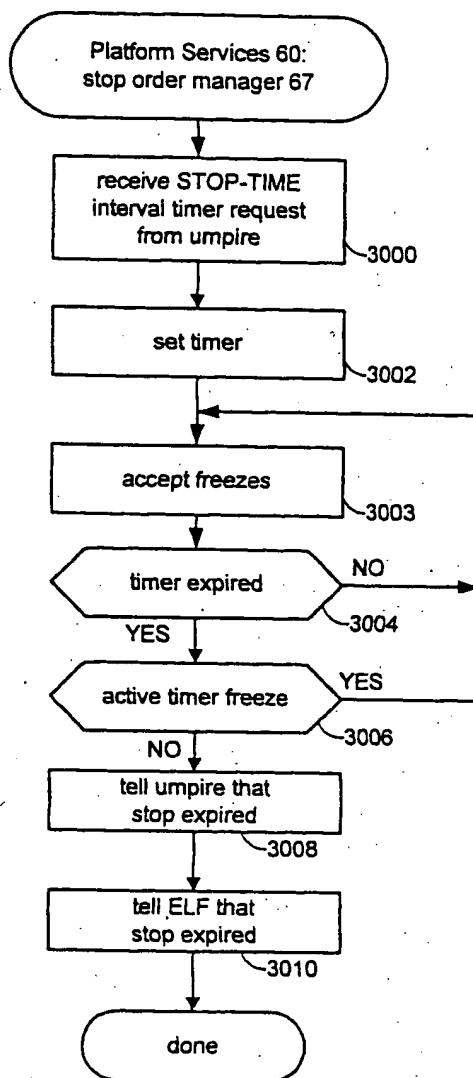 Platform Services 60:
stop order manager 67
receive STOP-TIME
interval timer request
from umpire
3000
set timer
3002
accept freezes
3003
timer expired
NO
3004
YES
active timer freeze
YES
3006
NO
tell umpire that
stop expired
3008
tell ELF that
stop expired
3010
done